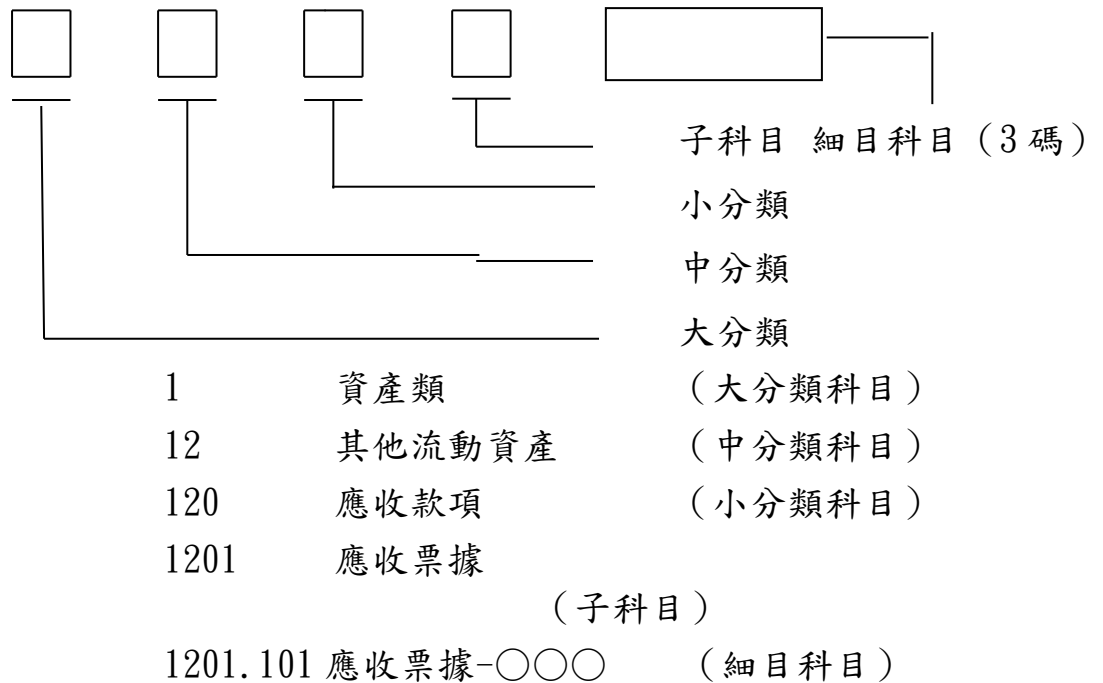 子科目 細目科目（3碼）
小分類
中分類
大分類
1 資產類 （大分類科目）
12 其他流動資產 （中分類科目）
120 應收款項 （小分類科目）
1201 應收票據
（子科目）
1201.101應收票據-○○○ （細目科目）